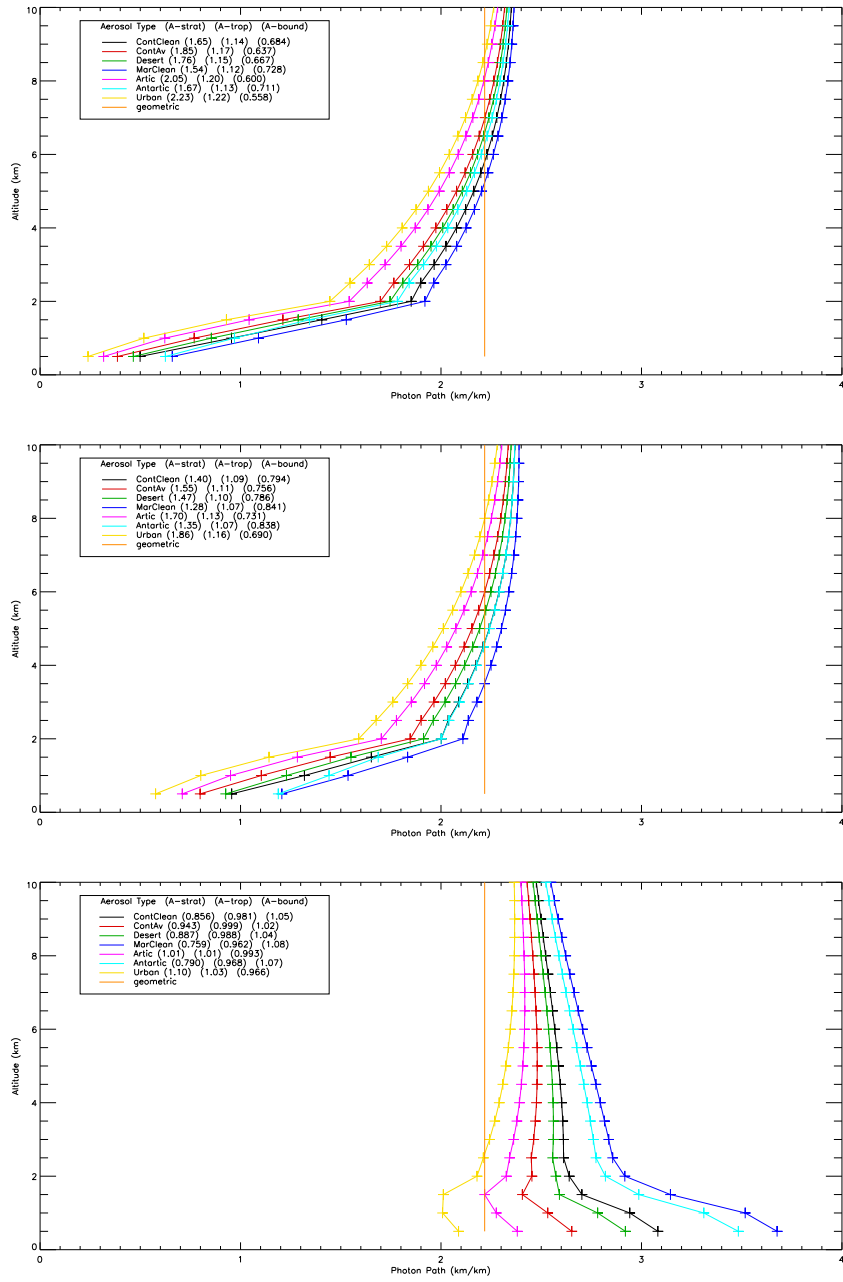 Aerosol Type (A-strat) (A-trop) (A-bound)
ContClean (1.65) (1.14) (0.684)
ContAv (1.85) (1.17) (0.637)
Desert (1.76) (1.15) (0.667)
MarClean (1.54) (1.12) (0.728)
Artic (2.05) (1.20) (0.600)
Antartic (1.67) (1.13) (0.711)
Urban (2.23) (1.22) (0.558)
geometric
10
8
6
4
2
0
Altitude (km)
0 1 2 3 4
Photon Path (km/km)
Aerosol Type (A-strat) (A-trop) (A-bound)
ContClean (1.40) (1.09) (0.794)
ContAv (1.55) (1.11) (0.756)
Desert (1.47) (1.10) (0.786)
MarClean (1.28) (1.07) (0.841)
Artic (1.70) (1.13) (0.731)
Antartic (1.35) (1.07) (0.838)
Urban (1.86) (1.16) (0.690)
geometric
10
8
6
4
2
0
Altitude (km)
0 1 2 3 4
Photon Path (km/km)
Aerosol Type (A-strat) (A-trop) (A-bound)
ContClean (0.856) (0.981) (1.05)
ContAv (0.943) (0.999) (1.02)
Desert (0.887) (0.988) (1.04)
MarClean (0.759) (0.962) (1.08)
Artic (1.01) (1.01) (0.993)
Antartic (0.790) (0.968) (1.07)
Urban (1.10) (1.03) (0.966)
geometric
10
8
6
4
2
0
Altitude (km)
0 1 2 3 4
Photon Path (km/km)